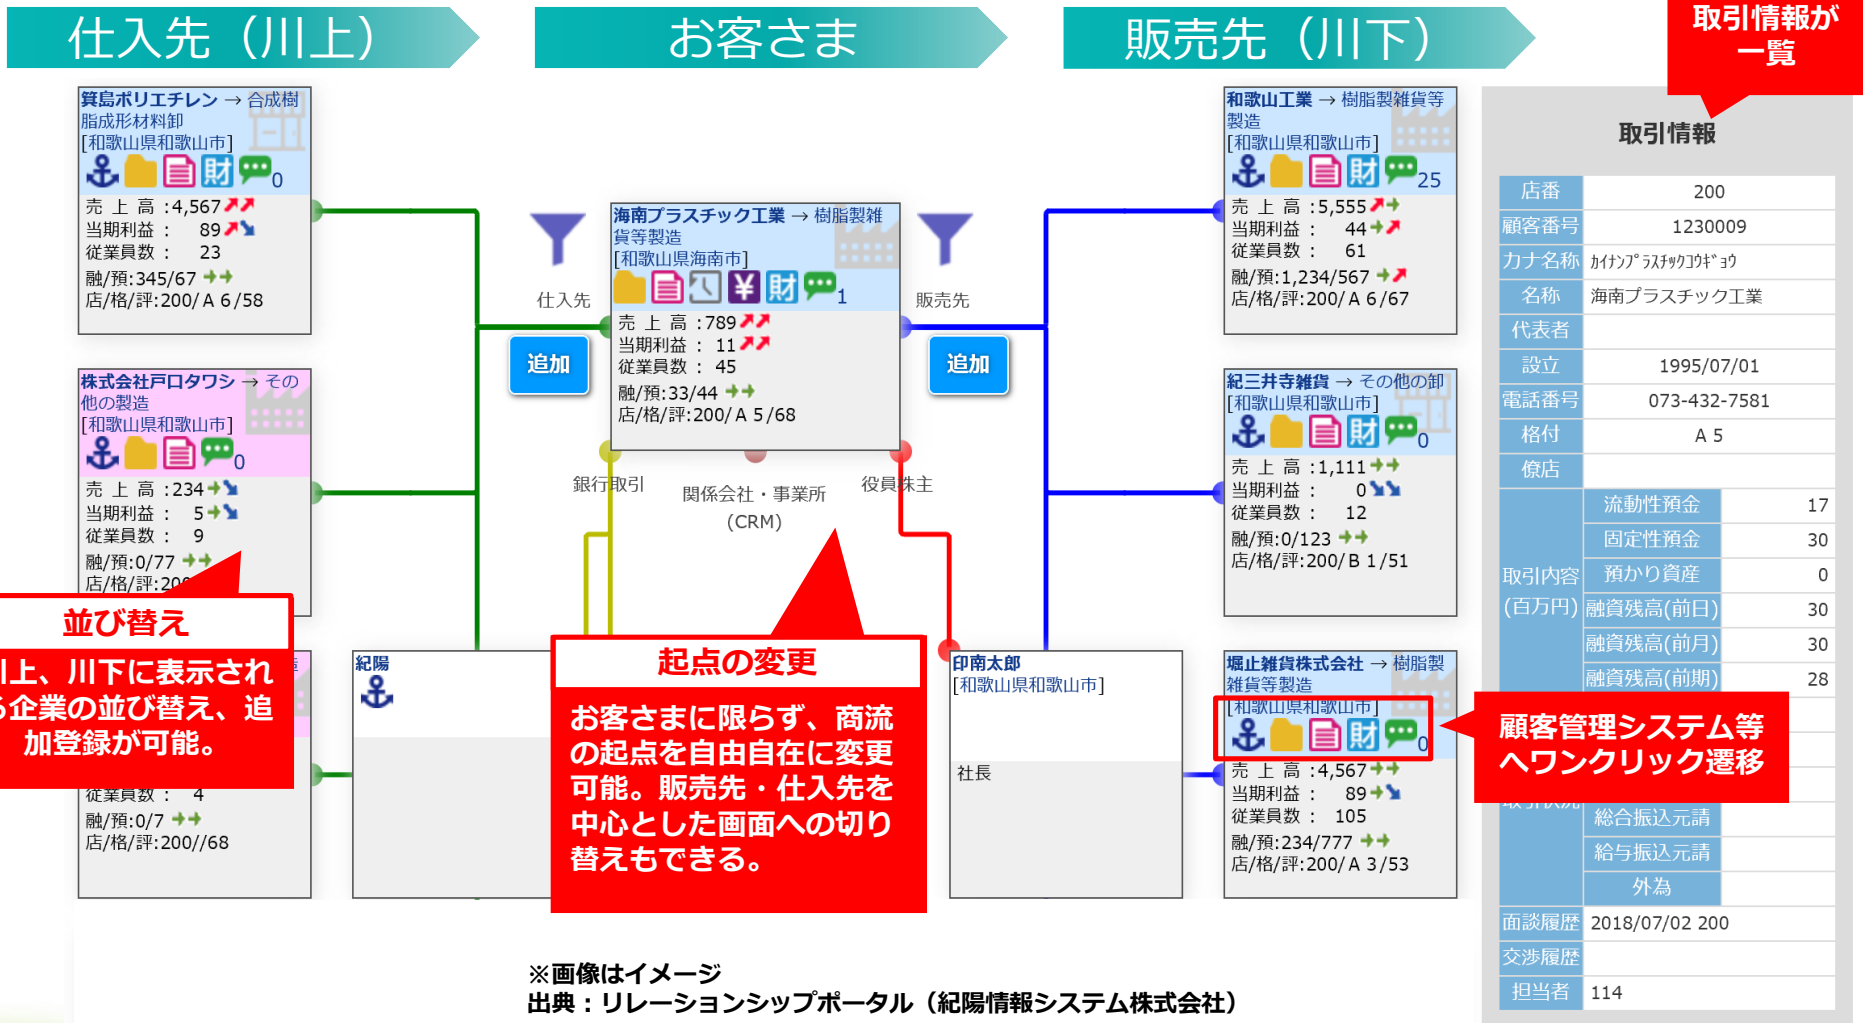 仕入先（川上）
お客さま
販売先（川下）
取引情報が
一覧
箕島ポリエチレン → 合成樹
脂成形材料卸
[和歌山県和歌山市]
財 0
売 上 高 :4,567
当期利益 : 89
従業員数 : 23
融/預:345/67
店/格/評:200/ A 6/58
株式会社戸口タワシ → その
他の製造
[和歌山県和歌山市]
0
売 上 高 :234
当期利益 : 5
従業員数 : 9
融/預:0/77
店/格/評:20
並び替え
川上、川下に表示され
る企業の並び替え、追
加登録が可能。
従業員数 : 4
融/預:0/7
店/格/評:200//68
仕入先
追加
海南プラスチック工業 → 樹脂製雑
貨等製造
[和歌山県海南市]
¥ 財 1
売 上 高 :789
当期利益 : 11
従業員数 : 45
融/預:33/44
店/格/評:200/ A 5/68
販売先
追加
銀行取引
関係会社・事業所
(CRM)
役員株主
紀陽
起点の変更
お客さまに限らず、商流
の起点を自由自在に変更
可能。販売先・仕入先を
中心とした画面への切り
替えもできる。
印南太郎
[和歌山県和歌山市]
社長
和歌山工業 → 樹脂製雑貨等
製造
[和歌山県和歌山市]
財 25
売 上 高 :5,555
当期利益 : 44
従業員数 : 61
融/預:1,234/567
店/格/評:200/ A 6/67
紀三井寺雑貨 → その他の卸
[和歌山県和歌山市]
財 0
売 上 高 :1,111
当期利益 : 0
従業員数 : 12
融/預:0/123
店/格/評:200/ B 1/51
堀止雑貨株式会社 → 樹脂製
雑貨等製造
[和歌山県和歌山市]
財 0
売 上 高 :4,567
当期利益 : 89
従業員数 : 105
融/預:234/777
店/格/評:200/ A 3/53
顧客管理システム等
へワンクリック遷移
取引情報
店番 200
顧客番号 1230009
カナ名称 ｶｲﾅﾝﾌﾟﾗｽﾁｯｸｺｳｷﾞｮｳ
名称 海南プラスチック工業
代表者
設立 1995/07/01
電話番号 073-432-7581
格付 A 5
僚店
取引内容
(百万円)
流動性預金 17
固定性預金 30
預かり資産 0
融資残高(前日) 30
融資残高(前月) 30
融資残高(前期) 28
取引状況
総合振込元請
給与振込元請
外為
面談履歴 2018/07/02 200
交渉履歴
担当者 114
※画像はイメージ
出典：リレーションシップポータル（紀陽情報システム株式会社）